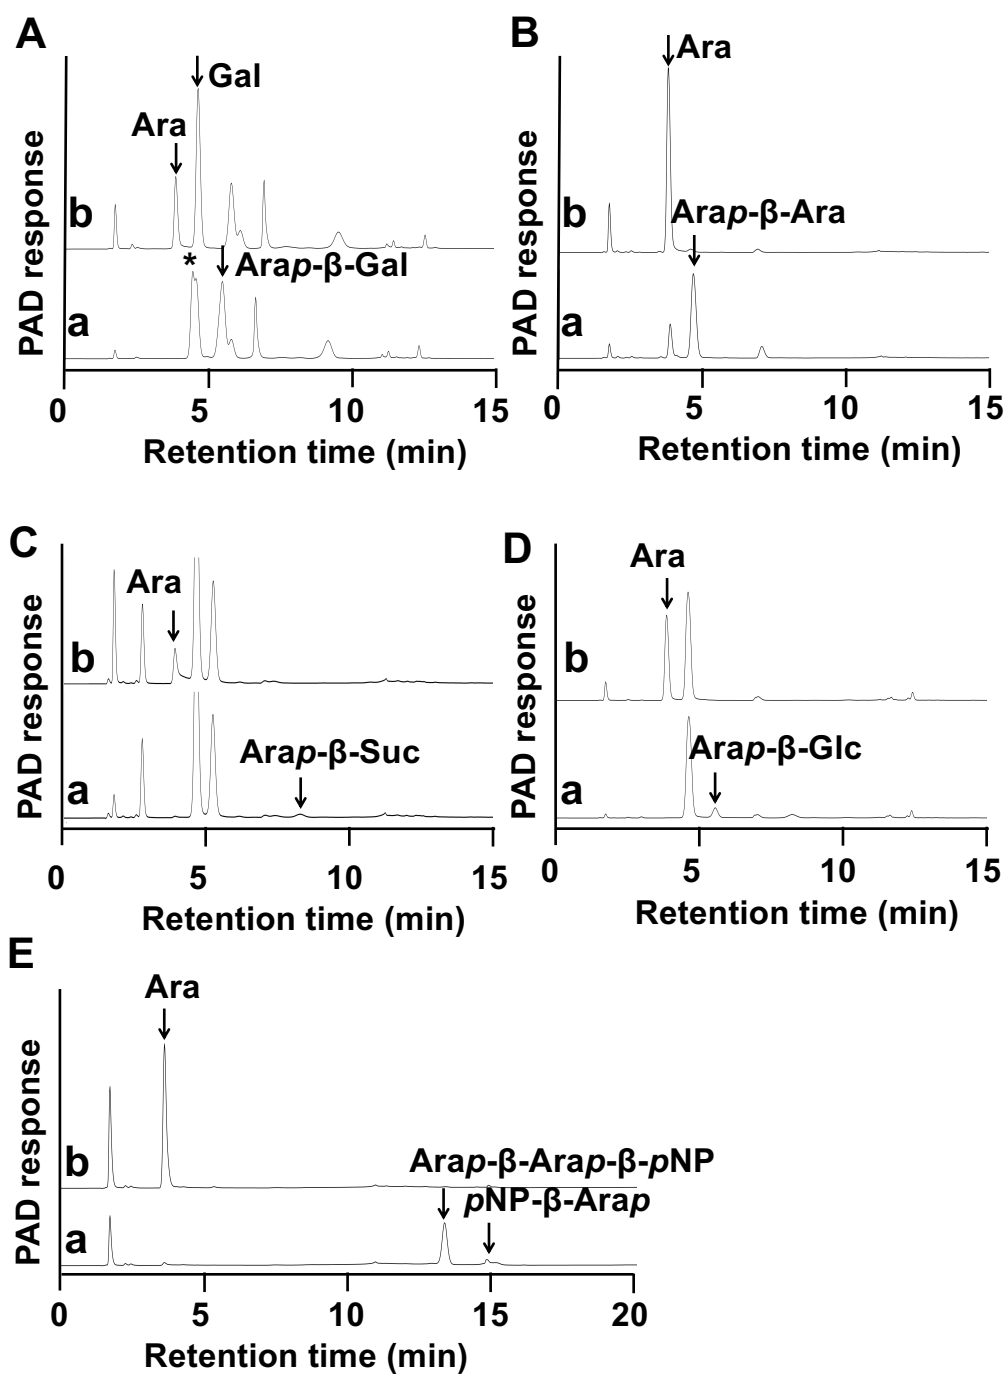 A
Gal
Ara
b
*
Arap-β-Gal
a
PAD response
0 5 10 15
Retention time (min)
B
Ara
Arap-β-Ara
b
a
PAD response
0 5 10 15
Retention time (min)
C
Ara
b
Arap-β-Suc
a
PAD response
0 5 10 15
Retention time (min)
D
Ara
b
Arap-β-Glc
a
PAD response
0 5 10 15
Retention time (min)
E
Ara
b
Arap-β-Arap-β-pNP
pNP-β-Arap
a
PAD response
0 5 10 15 20
Retention time (min)